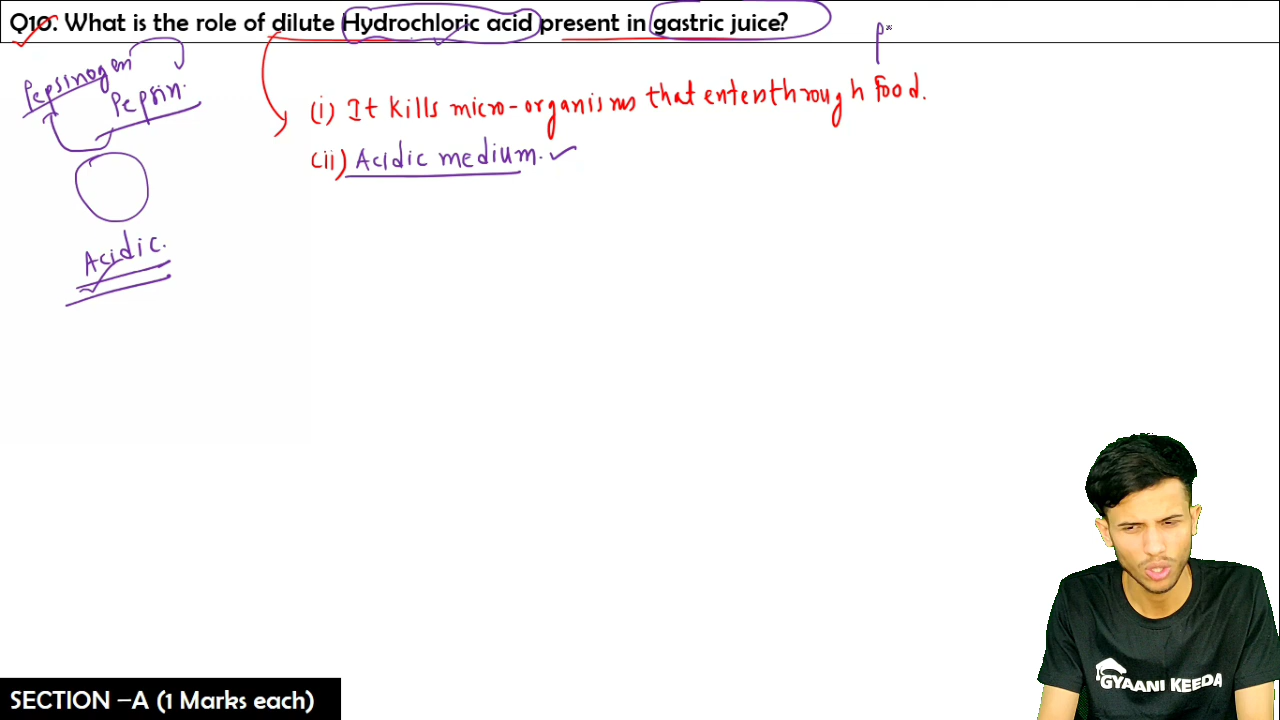 Q10. What is the role of dilute Hydrochloric acid present in gastric juice?
P
Pepsinogen
Pepsin.
(i) It kills micro-organisms that enters through food.
(ii) Acidic medium.
Acidic.
GYAANI KEEDA
SECTION –A (1 Marks each)